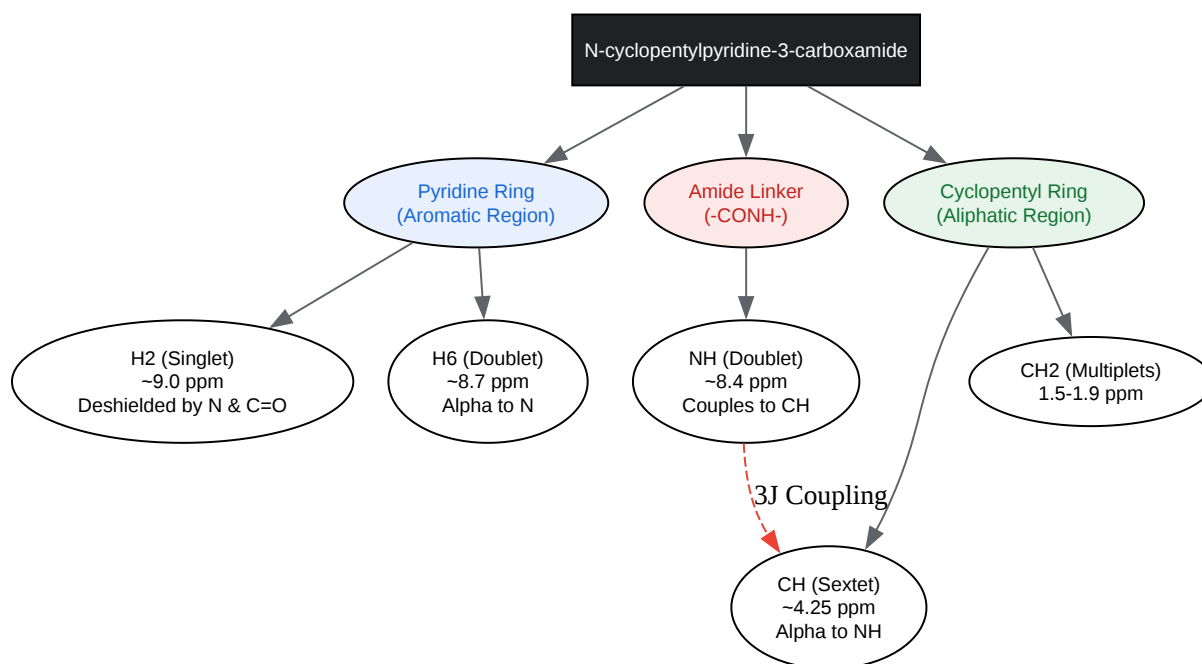 N-cyclopentylpyridine-3-carboxamide
Pyridine Ring
(Aromatic Region)
Amide Linker
(-CONH-)
Cyclopentyl Ring
(Aliphatic Region)
H2 (Singlet)
~9.0 ppm
Deshielded by N & C=O
H6 (Doublet)
~8.7 ppm
Alpha to N
NH (Doublet)
~8.4 ppm
Couples to CH
CH2 (Multiplets)
1.5-1.9 ppm
3J Coupling
CH (Sextet)
~4.25 ppm
Alpha to NH